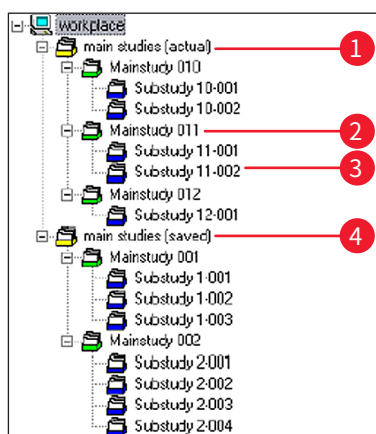 workplace
main studies (actual) 1
Mainstudy 010
Substudy 10-001
Substudy 10-002
Mainstudy 011 2
Substudy 11-001
Substudy 11-002 3
Mainstudy 012
Substudy 12-001
main studies (saved) 4
Mainstudy 001
Substudy 1-001
Substudy 1-002
Substudy 1-003
Mainstudy 002
Substudy 2-001
Substudy 2-002
Substudy 2-003
Substudy 2-004